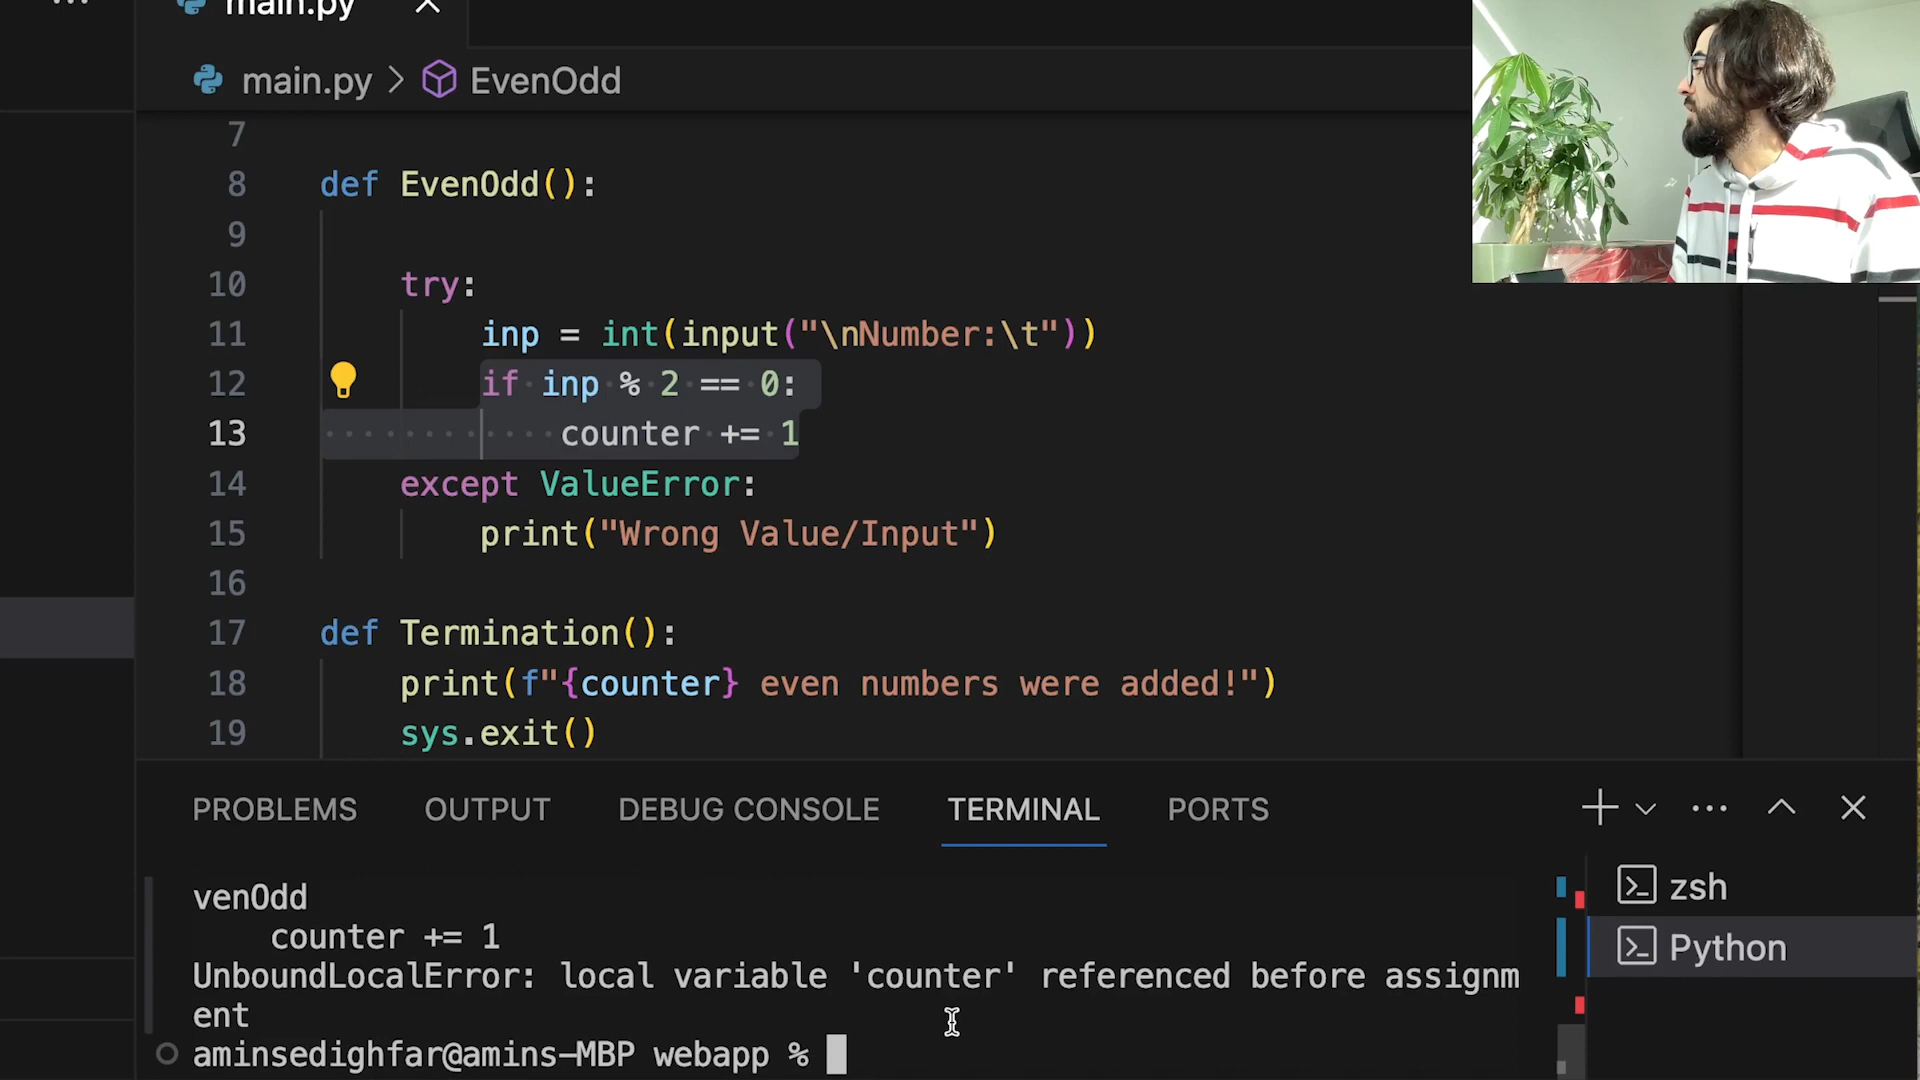 main.py
main.py > EvenOdd
7
8 def EvenOdd():
9
10 try:
11 inp = int(input("\nNumber:\t"))
12 if inp % 2 == 0:
13 counter += 1
14 except ValueError:
15 print("Wrong Value/Input")
16
17 def Termination():
18 print(f"{counter} even numbers were added!")
19 sys.exit()
PROBLEMS OUTPUT DEBUG CONSOLE TERMINAL PORTS
venOdd
counter += 1
UnboundLocalError: local variable 'counter' referenced before assignm
ent
aminsedighfar@amins-MBP webapp %
zsh
Python